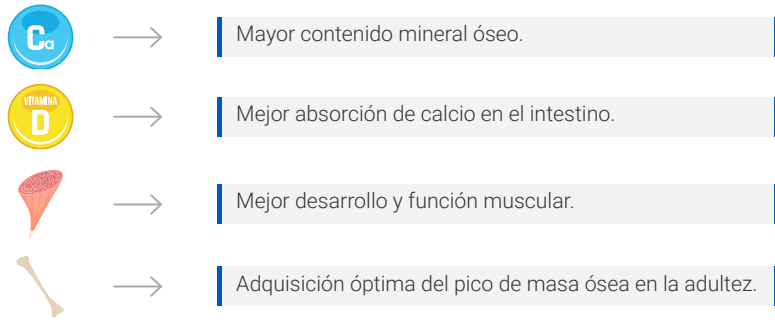 Ca
Mayor contenido mineral óseo.
VITAMINA
D
Mejor absorción de calcio en el intestino.
Mejor desarrollo y función muscular.
Adquisición óptima del pico de masa ósea en la adultez.